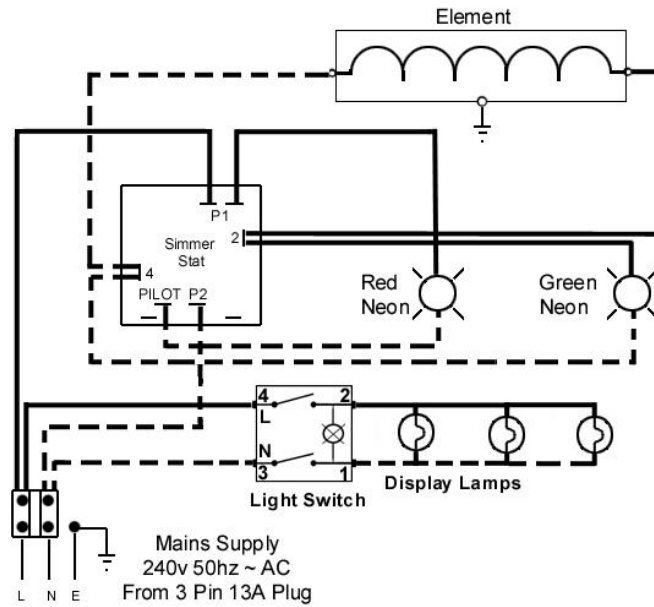 Element
P1
Simmer
Stat
2
4
PILOT P2
Red
Neon
Green
Neon
4
2
L
N
3
1
Light Switch
Display Lamps
L N E
Mains Supply
240v 50hz ~ AC
From 3 Pin 13A Plug